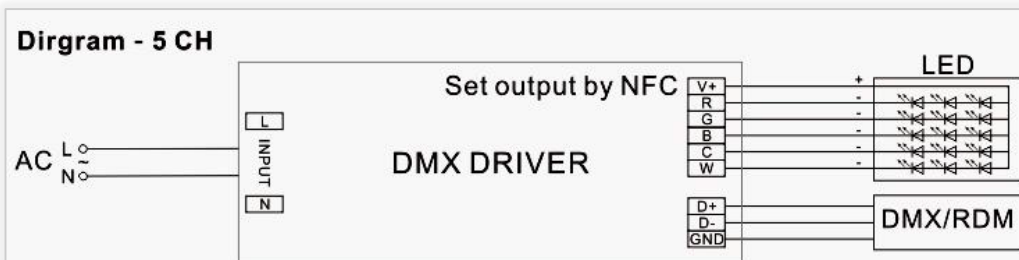 Dirgram - 5 CH
LED
Set output by NFC
V+
+
R
-
G
-
B
-
C
-
W
-
AC
L
~
N
L
INPUT
N
DMX DRIVER
D+
D-
GND
DMX/RDM